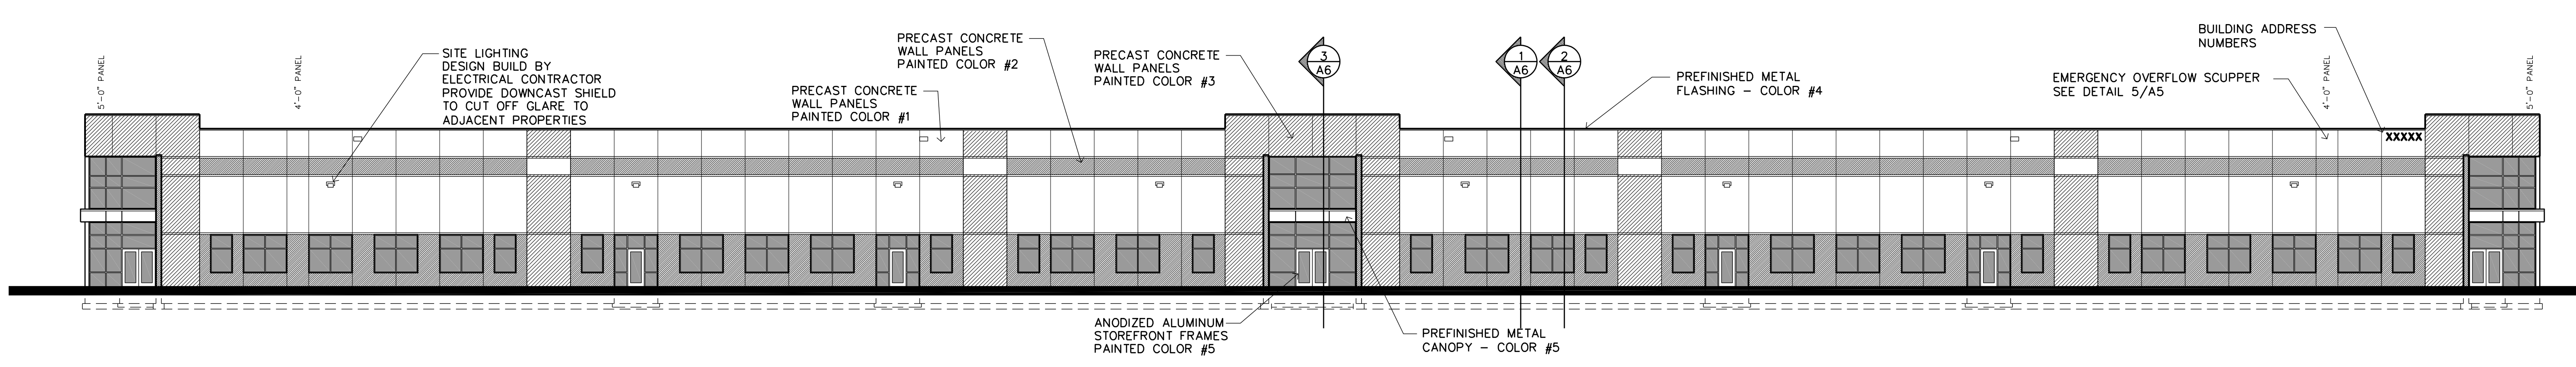 5'-0" PANEL
4'-0" PANEL
SITE LIGHTING
DESIGN BUILD BY
ELECTRICAL CONTRACTOR
PROVIDE DOWNCAST SHIELD
TO CUT OFF GLARE TO
ADJACENT PROPERTIES
PRECAST CONCRETE
WALL PANELS
PAINTED COLOR #1
PRECAST CONCRETE
WALL PANELS
PAINTED COLOR #2
PRECAST CONCRETE
WALL PANELS
PAINTED COLOR #3
3
A6
1
A6
2
A6
PREFINISHED METAL
FLASHING - COLOR #4
EMERGENCY OVERFLOW SCUPPER
SEE DETAIL 5/A5
BUILDING ADDRESS
NUMBERS
4'-0" PANEL
5'-0" PANEL
XXXXX
ANODIZED ALUMINUM
STOREFRONT FRAMES
PAINTED COLOR #5
PREFINISHED METAL
CANOPY - COLOR #5